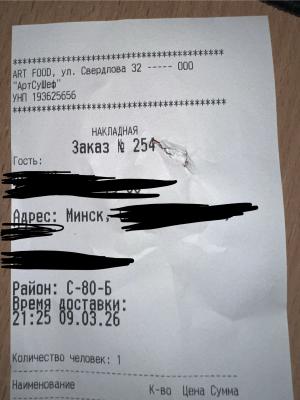 ************************************
ART FOOD, ул. Свердлова 32 ----- ООО
"АртСуШеф"
УНП 193625656
************************************
НАКЛАДНАЯ
Заказ № 254
Гость:
Адрес: Минск,
Район: С-80-Б
Время доставки:
21:25 09.03.26
Количество человек: 1
------------------------------------
Наименование К-во Цена Сумма